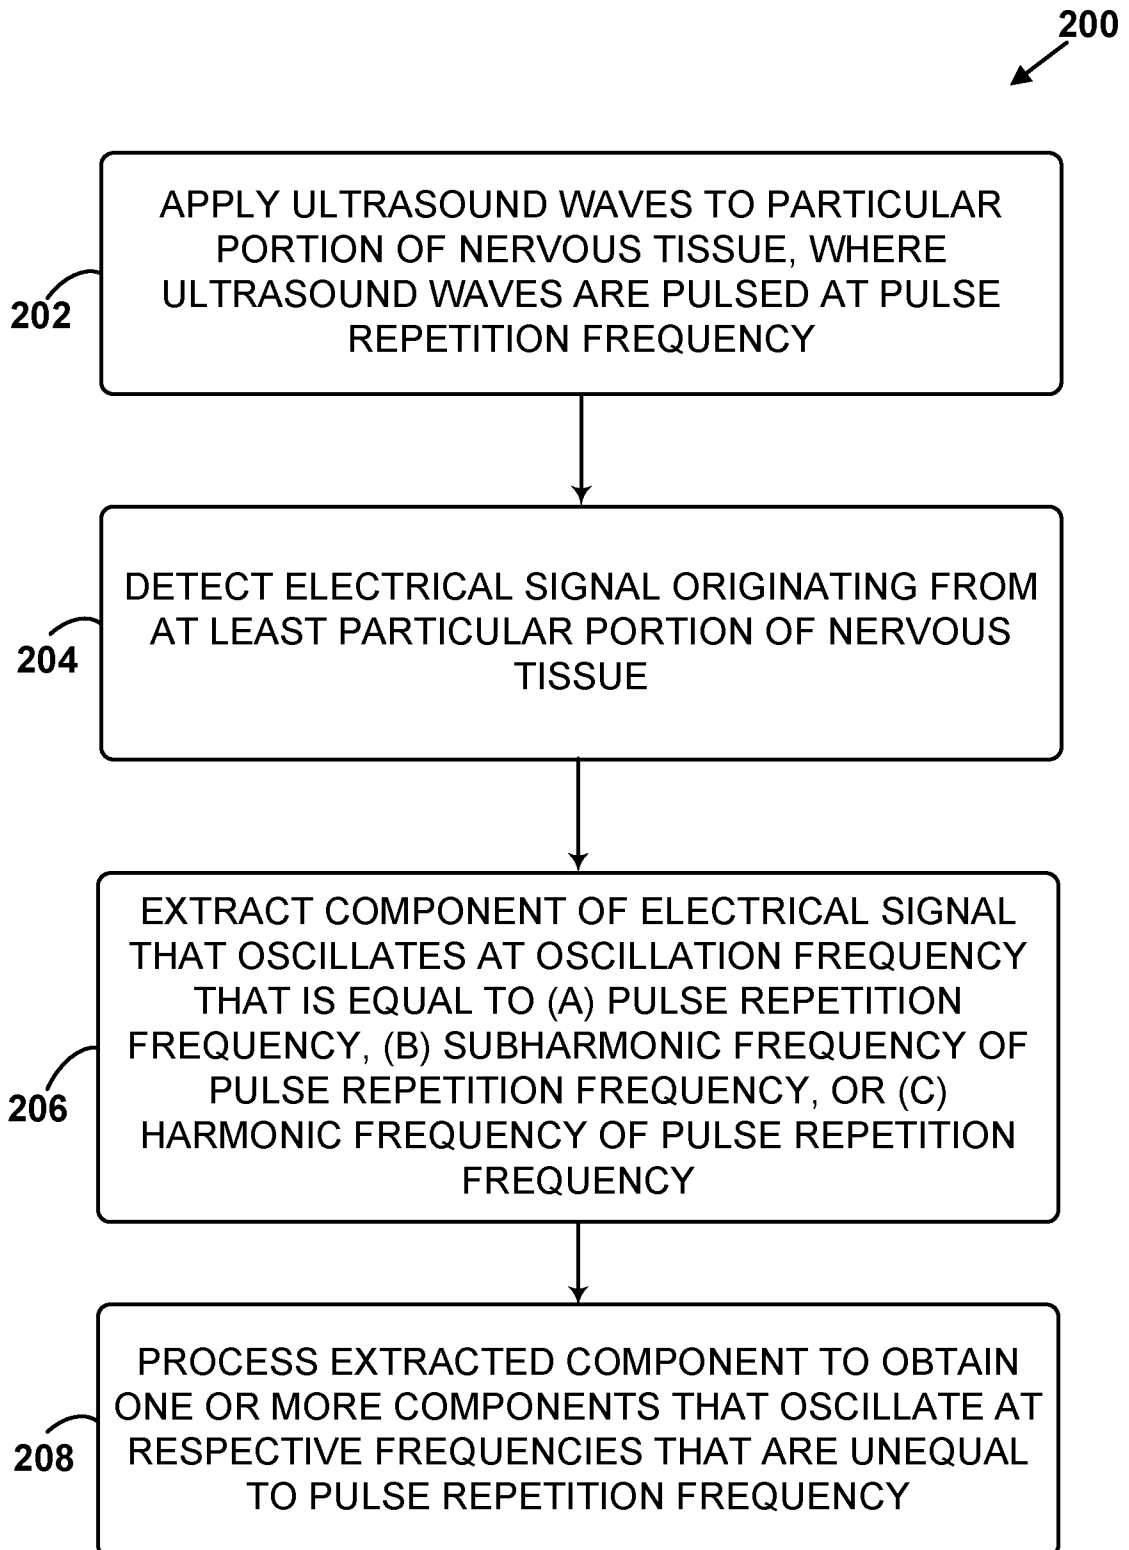 200
APPLY ULTRASOUND WAVES TO PARTICULAR
PORTION OF NERVOUS TISSUE, WHERE
ULTRASOUND WAVES ARE PULSED AT PULSE
REPETITION FREQUENCY
202
DETECT ELECTRICAL SIGNAL ORIGINATING FROM
AT LEAST PARTICULAR PORTION OF NERVOUS
TISSUE
204
EXTRACT COMPONENT OF ELECTRICAL SIGNAL
THAT OSCILLATES AT OSCILLATION FREQUENCY
THAT IS EQUAL TO (A) PULSE REPETITION
FREQUENCY, (B) SUBHARMONIC FREQUENCY OF
PULSE REPETITION FREQUENCY, OR (C)
HARMONIC FREQUENCY OF PULSE REPETITION
FREQUENCY
206
PROCESS EXTRACTED COMPONENT TO OBTAIN
ONE OR MORE COMPONENTS THAT OSCILLATE AT
RESPECTIVE FREQUENCIES THAT ARE UNEQUAL
TO PULSE REPETITION FREQUENCY
208